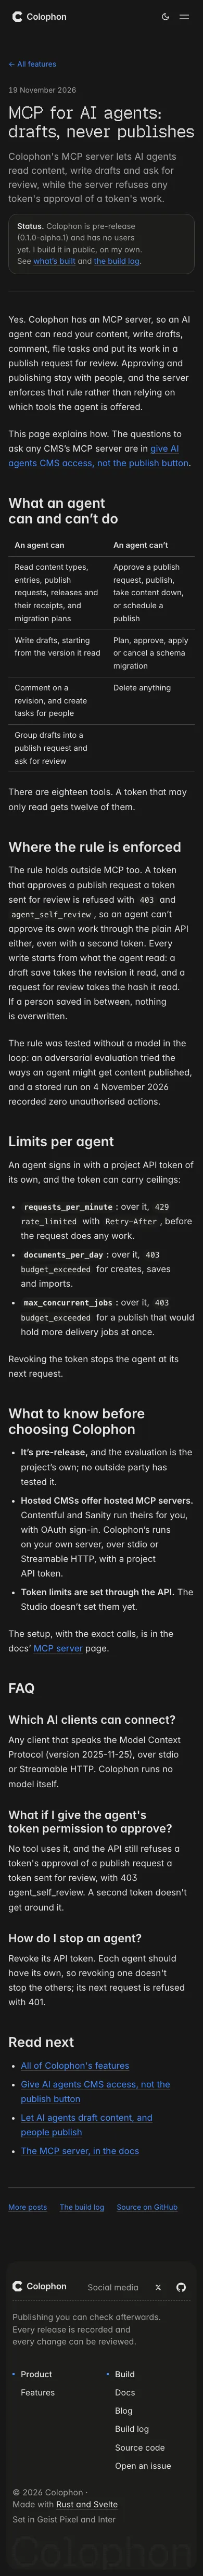 Colophon
← All features
19 November 2026
MCP for AI agents:
drafts, never publishes
Colophon's MCP server lets AI agents
read content, write drafts and ask for
review, while the server refuses any
token's approval of a token's work.
Status. Colophon is pre-release
(0.1.0-alpha.1) and has no users
yet. I build it in public, on my own.
See what's built and the build log.
Yes. Colophon has an MCP server, so an AI
agent can read your content, write drafts,
comment, file tasks and put its work in a
publish request for review. Approving and
publishing stay with people, and the server
enforces that rule rather than relying on
which tools the agent is offered.
This page explains how. The questions to
ask any CMS's MCP server are in give AI
agents CMS access, not the publish button.
What an agent
can and can't do
An agent can
An agent can't
Read content types,
entries, publish
requests, releases and
their receipts, and
migration plans
Approve a publish
request, publish,
take content down,
or schedule a
publish
Write drafts, starting
from the version it read
Plan, approve, apply
or cancel a schema
migration
Comment on a
revision, and create
tasks for people
Delete anything
Group drafts into a
publish request and
ask for review
There are eighteen tools. A token that may
only read gets twelve of them.
Where the rule is enforced
The rule holds outside MCP too. A token
that approves a publish request a token
sent for review is refused with 403 and
agent_self_review, so an agent can't
approve its own work through the plain API
either, even with a second token. Every
write starts from what the agent read: a
draft save takes the revision it read, and a
request for review takes the hash it read.
If a person saved in between, nothing
is overwritten.
The rule was tested without a model in the
loop: an adversarial evaluation tried the
ways an agent might get content published,
and a stored run on 4 November 2026
recorded zero unauthorised actions.
Limits per agent
An agent signs in with a project API token of
its own, and the token can carry ceilings:
• requests_per_minute: over it, 429
rate_limited with Retry-After, before
the request does any work.
• documents_per_day: over it, 403
budget_exceeded for creates, saves
and imports.
• max_concurrent_jobs: over it, 403
budget_exceeded for a publish that would
hold more delivery jobs at once.
Revoking the token stops the agent at its
next request.
What to know before
choosing Colophon
• It's pre-release, and the evaluation is the
project's own; no outside party has
tested it.
• Hosted CMSs offer hosted MCP servers.
Contentful and Sanity run theirs for you,
with OAuth sign-in. Colophon's runs
on your own server, over stdio or
Streamable HTTP, with a project
API token.
• Token limits are set through the API. The
Studio doesn't set them yet.
The setup, with the exact calls, is in the
docs' MCP server page.
FAQ
Which AI clients can connect?
Any client that speaks the Model Context
Protocol (version 2025-11-25), over stdio
or Streamable HTTP. Colophon runs no
model itself.
What if I give the agent's
token permission to approve?
No tool uses it, and the API still refuses a
token's approval of a publish request a
token sent for review, with 403
agent_self_review. A second token doesn't
get around it.
How do I stop an agent?
Revoke its API token. Each agent should
have its own, so revoking one doesn't
stop the others; its next request is refused
with 401.
Read next
• All of Colophon's features
• Give AI agents CMS access, not the
publish button
• Let AI agents draft content, and
people publish
• The MCP server, in the docs
More posts
The build log
Source on GitHub
Colophon
Social media
Publishing you can check afterwards.
Every release is recorded and
every change can be reviewed.
Product
Features
Build
Docs
Blog
Build log
Source code
Open an issue
© 2026 Colophon ·
Made with Rust and Svelte
Set in Geist Pixel and Inter
Colophon